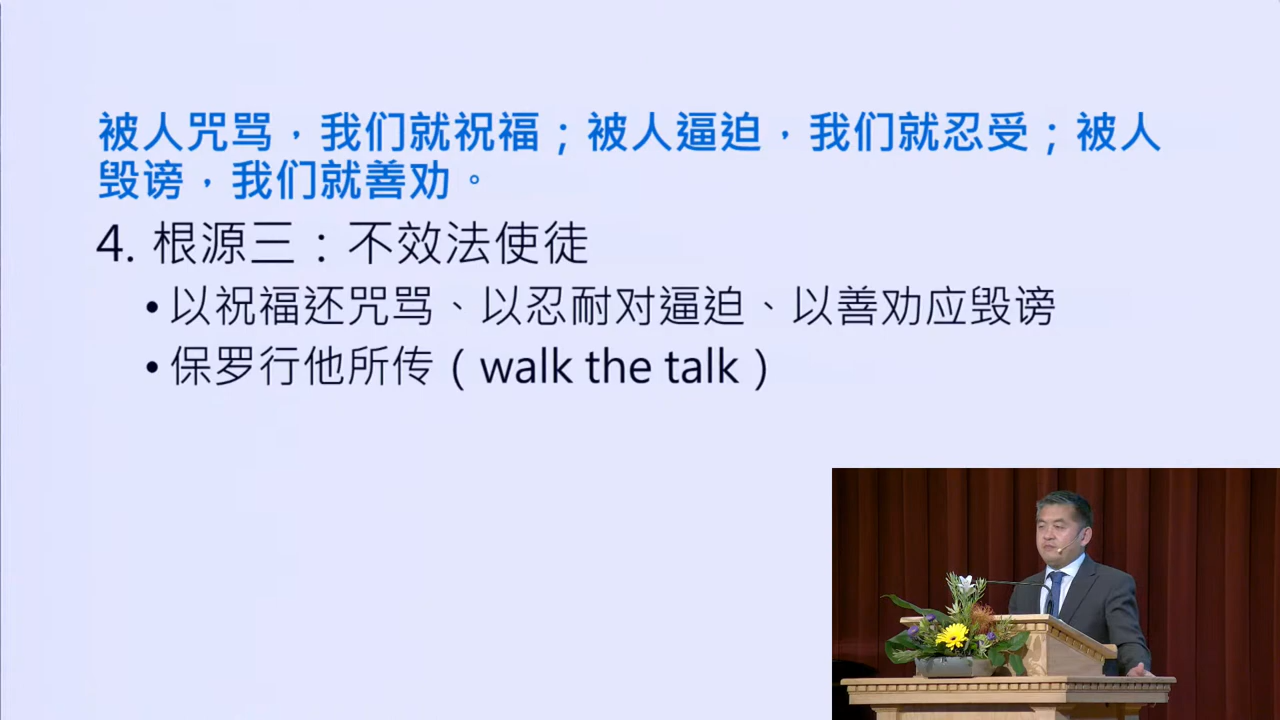 被人咒骂，我们就祝福；被人逼迫，我们就忍受；被人
毁谤，我们就善劝。
4. 根源三：不效法使徒
•以祝福还咒骂、以忍耐对逼迫、以善劝应毁谤
•保罗行他所传（walk the talk）